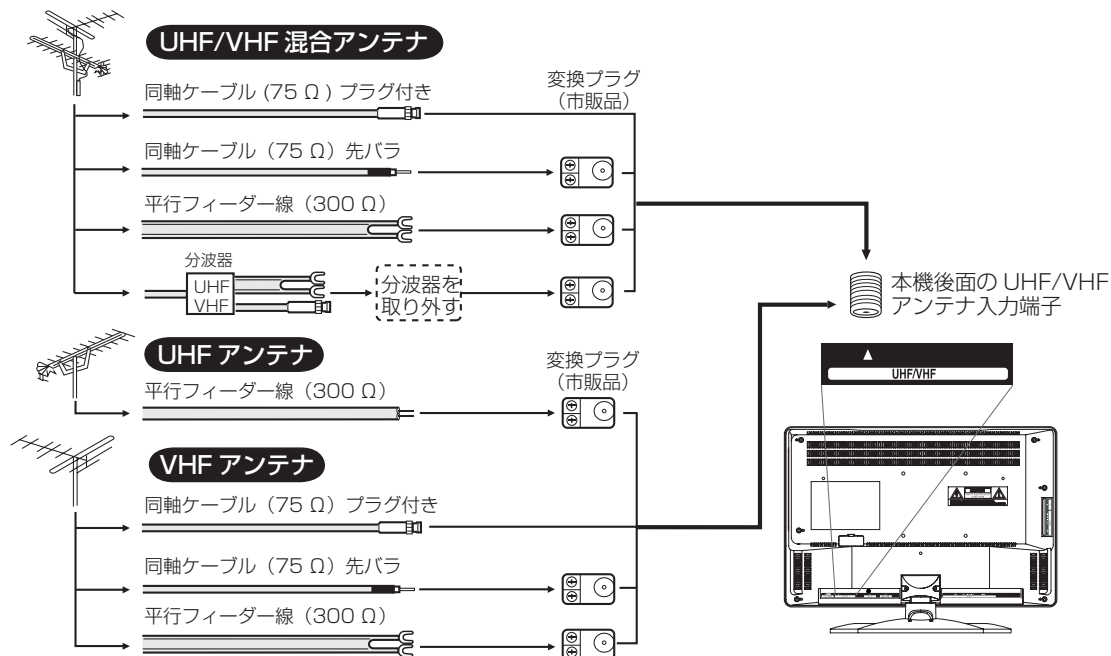 UHF/VHF 混合アンテナ
同軸ケーブル (75 Ω ) プラグ付き
変換プラグ
（市販品）
同軸ケーブル（75 Ω）先バラ
平行フィーダー線（300 Ω）
分波器
UHF
VHF
分波器を
取り外す
本機後面の UHF/VHF
アンテナ入力端子
UHF/VHF
UHF アンテナ
平行フィーダー線（300 Ω）
変換プラグ
（市販品）
VHF アンテナ
同軸ケーブル（75 Ω）プラグ付き
同軸ケーブル（75 Ω）先バラ
平行フィーダー線（300 Ω）